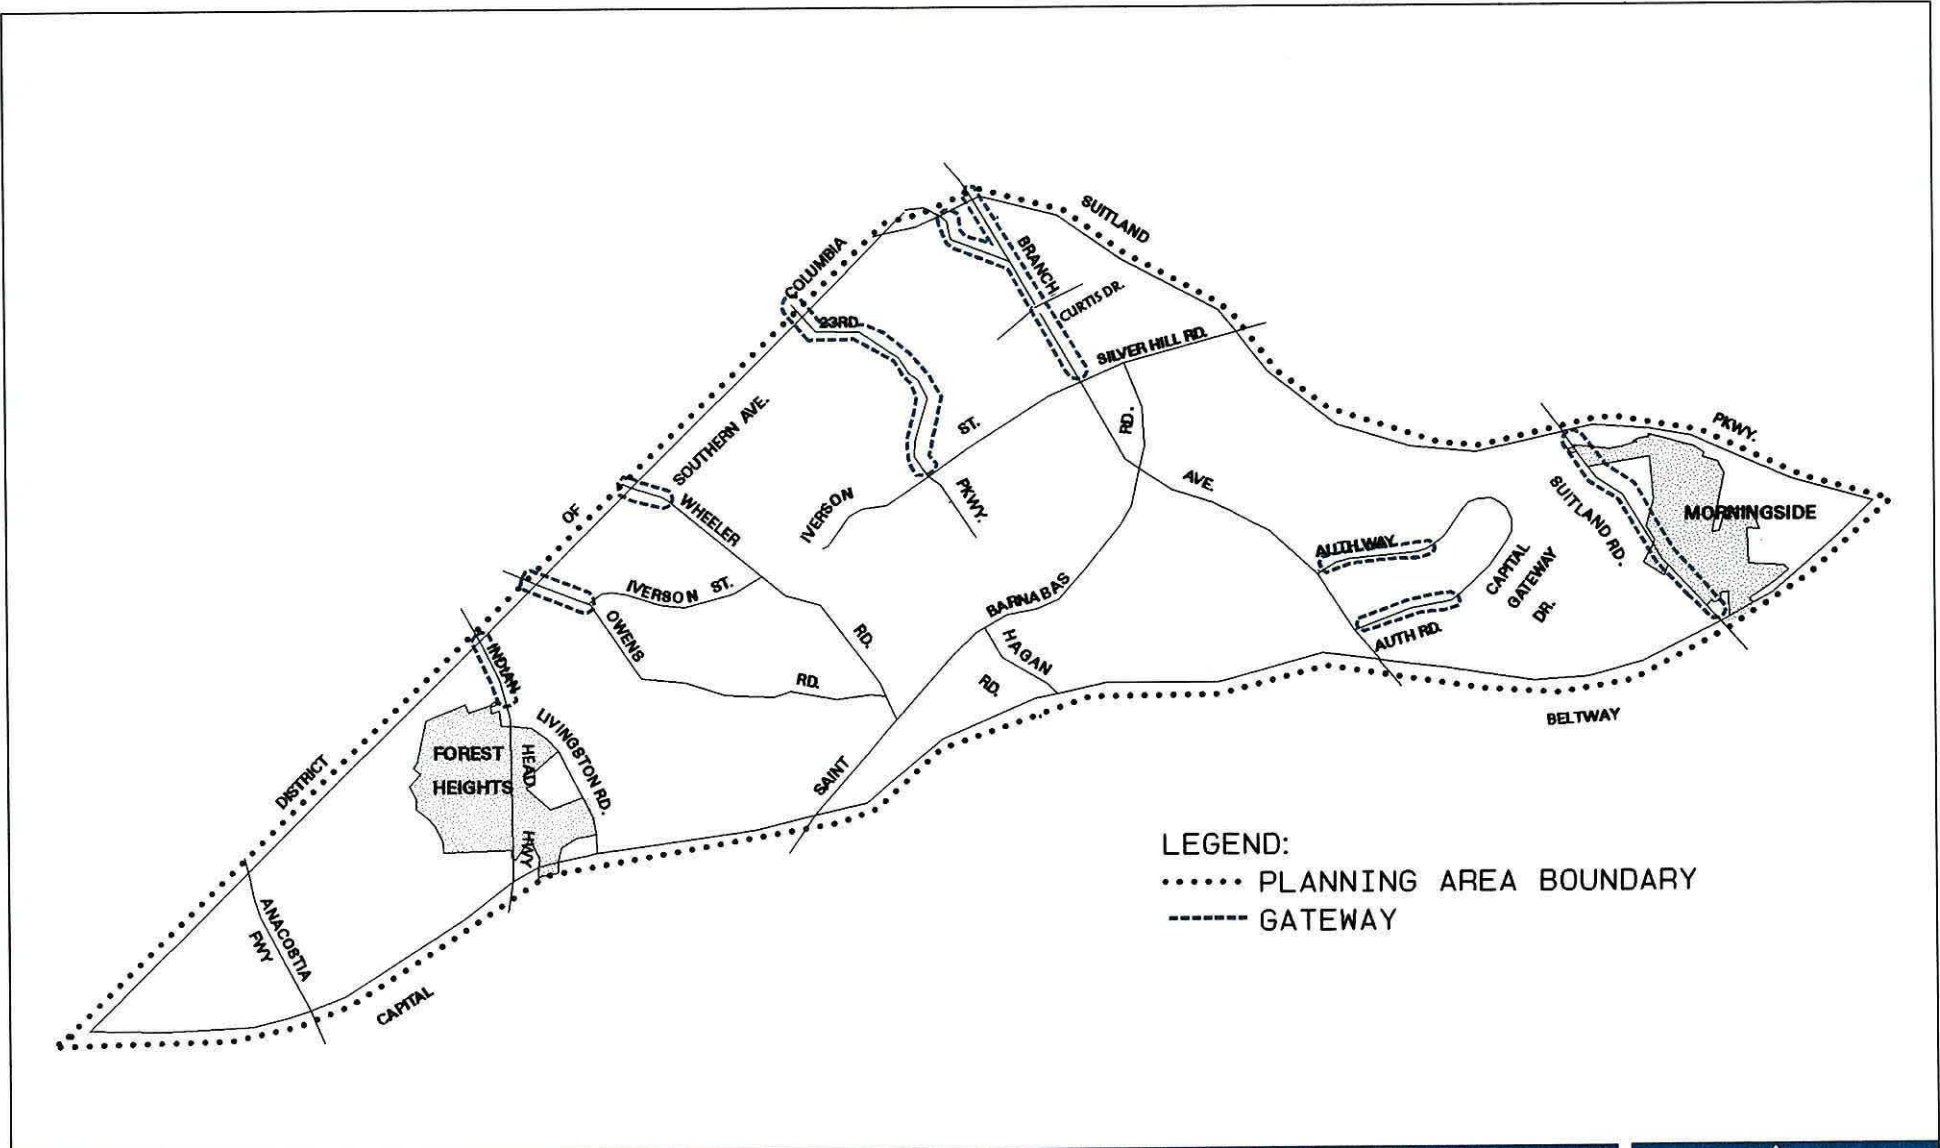 SUITLAND
COLUMBIA
BRANCH
CURTIS DR.
23RD
SILVER HILL RD.
SOUTHERN AVE.
RD.
ST.
PKWY.
AVE.
OF
WHEELER
IVERSON
PKWY.
SUITLAND RD.
MORNINGSIDE
AUTH WAY
CAPITAL
GATEWAY
DR.
IVERSON ST.
BARNABAS
OWENS
RD.
HAGAN
RD.
AUTH RD.
INDIAN
RD.
BELTWAY
LIVINGSTON RD.
FOREST
HEIGHTS
HEAD
HWY
DISTRICT
SAINT
ANACOSTIA
FWY
CAPITAL
LEGEND:
PLANNING AREA BOUNDARY
GATEWAY